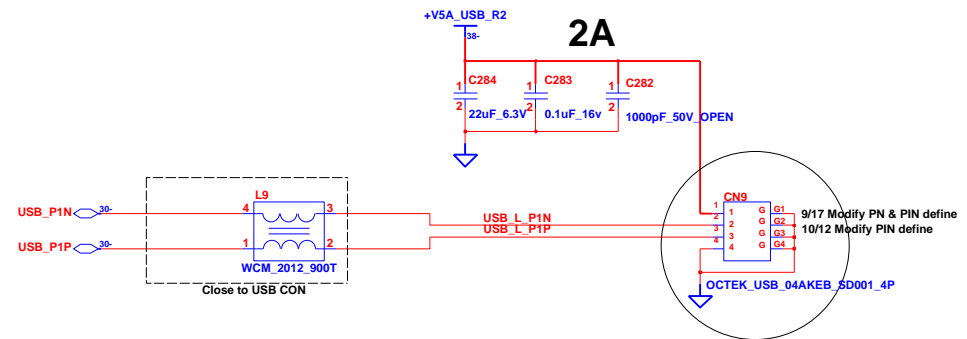 +V5A_USB_R2
38-
2A
1
C284
2
22uF_6.3V
1
C283
2
0.1uF_16v
1
C282
2
1000pF_50V_OPEN
L9
USB_P1N
30-
4
3
USB_P1P
30-
1
2
WCM_2012_900T
Close to USB CON
USB_L_P1N
USB_L_P1P
CN9
1
1
G
G1
2
2
G
G2
3
3
G
G3
4
4
G
G4
9/17 Modify PN & PIN define
10/12 Modify PIN define
OCTEK_USB_04AKEB_SD001_4P